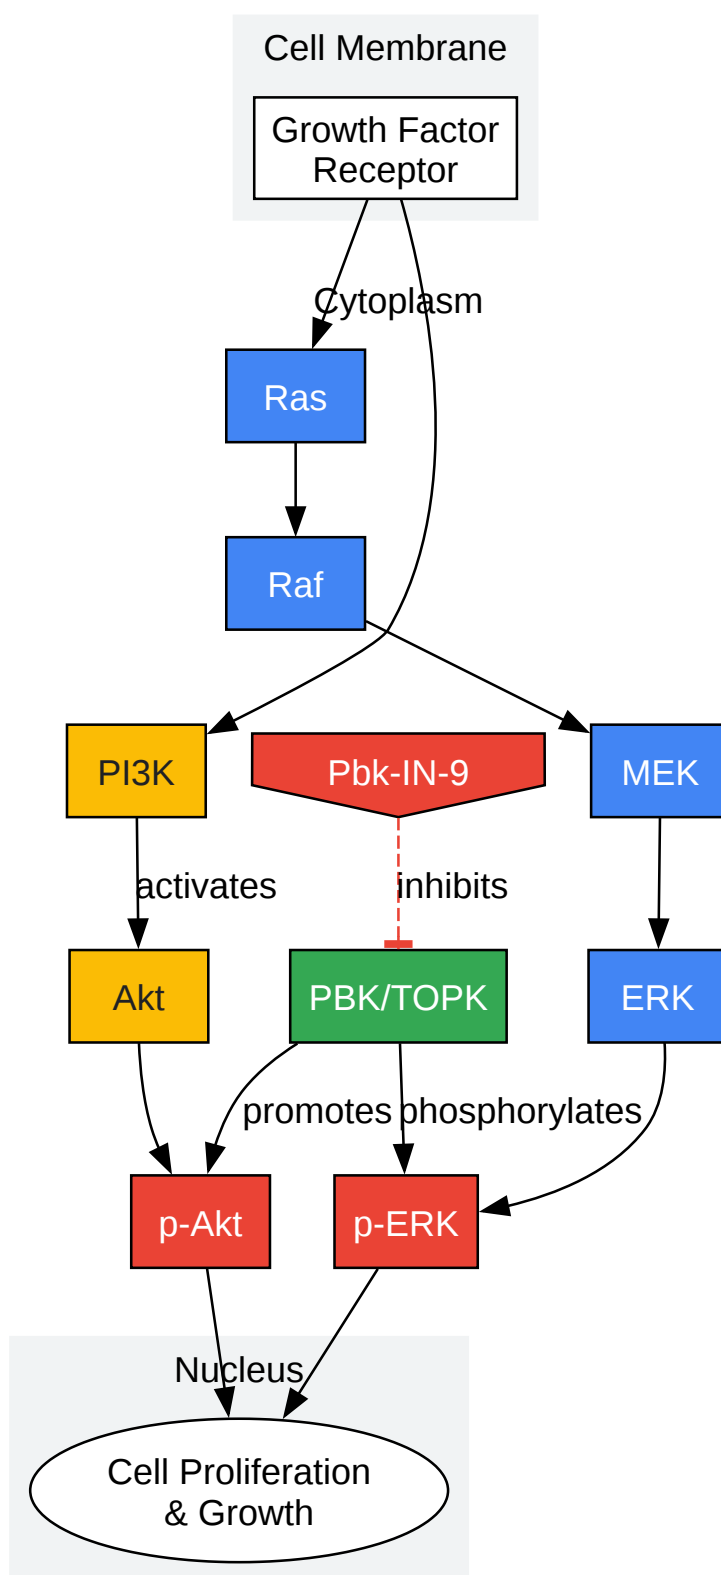 Cell Membrane
Growth Factor
Receptor
Cytoplasm
Ras
Raf
PI3K
Pbk-IN-9
MEK
activates
inhibits
Akt
PBK/TOPK
ERK
promotes
phosphorylates
p-Akt
p-ERK
Nucleus
Cell Proliferation
& Growth